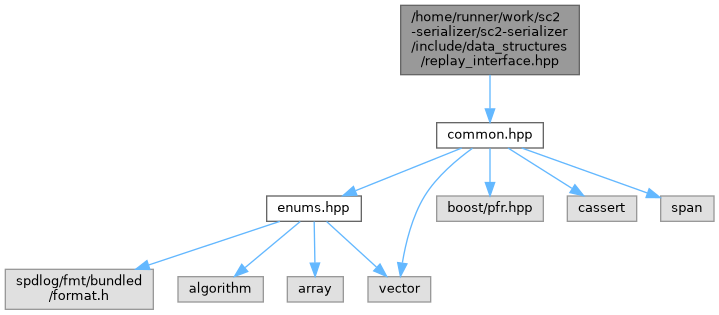 /home/runner/work/sc2
-serializer/sc2-serializer
/include/data_structures
/replay_interface.hpp
common.hpp
enums.hpp
boost/pfr.hpp
cassert
span
spdlog/fmt/bundled
/format.h
algorithm
array
vector